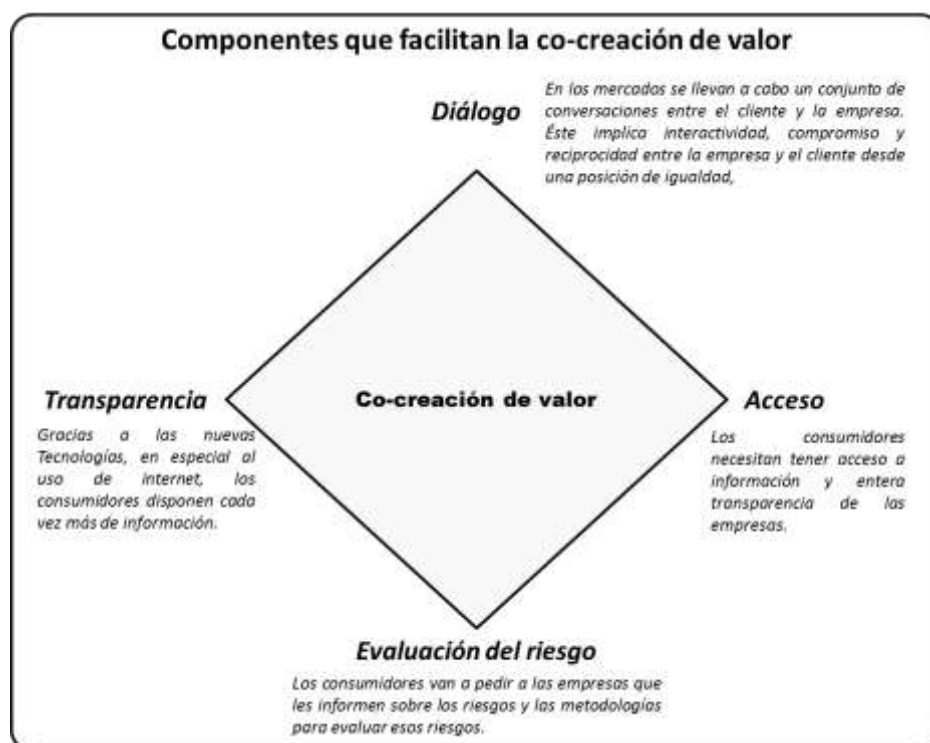 Componentes que facilitan la co-creación de valor
Diálogo
En los mercados se llevan a cabo un conjunto de
conversaciones entre el cliente y la empresa.
Éste implica interactividad, compromiso y
reciprocidad entre la empresa y el cliente desde
una posición de igualdad,
Transparencia
Gracias a las nuevas
Tecnologías, en especial al
uso de internet, los
consumidores disponen cada
vez más de información.
Co-creación de valor
Acceso
Los consumidores
necesitan tener acceso a
información y entera
transparencia de las
empresas.
Evaluación del riesgo
Los consumidores van a pedir a las empresas que
les informen sobre los riesgos y las metodologías
para evaluar esos riesgos.